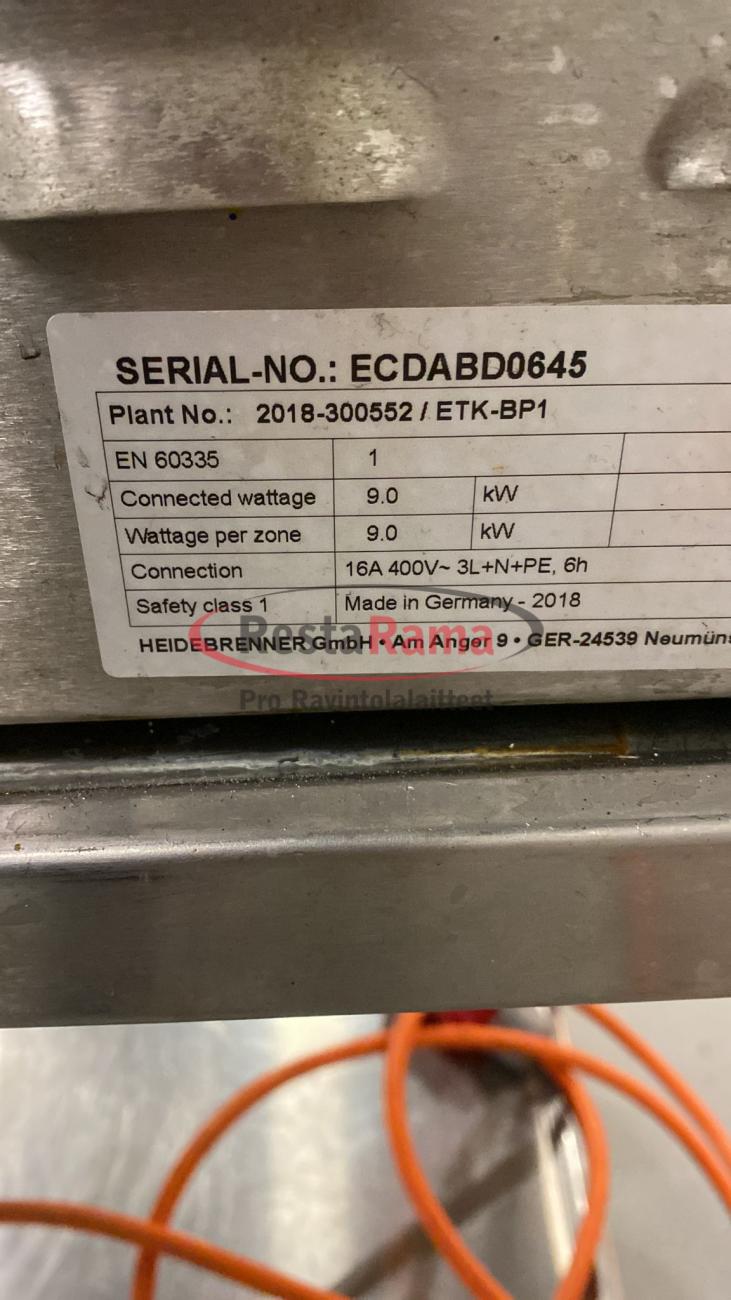 SERIAL-NO.: ECDABD0645
Plant No.: 2018-300552 / ETK-BP1
EN 60335 1
Connected wattage 9.0 kW
Wattage per zone 9.0 kW
Connection 16A 400V~ 3L+N+PE, 6h
Safety class 1 Made in Germany - 2018
RestaRama
HEIDEBRENNER GmbH • Am Anger 9 • GER-24539 Neumüns
Pro Ravintolalaitteet